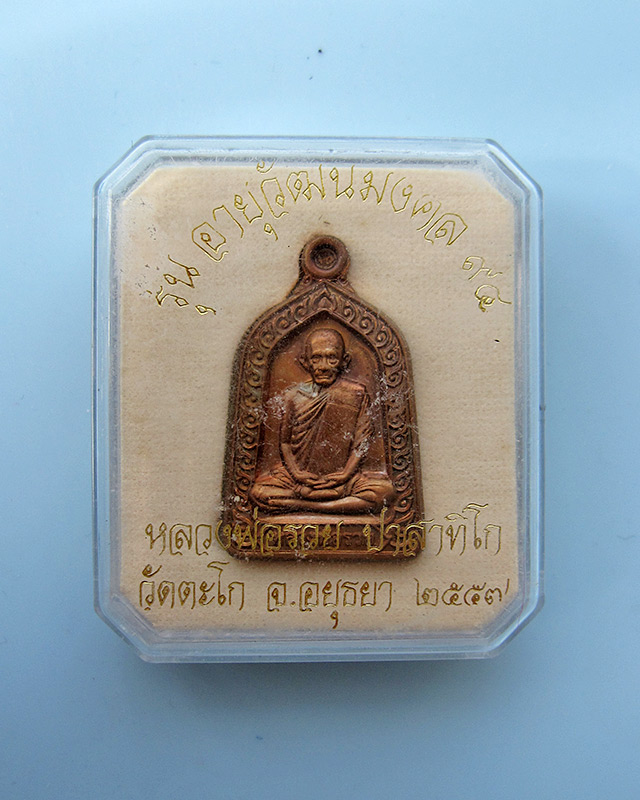 รุ่น อายุวัฒนมงคล ๗๕
หลวงพ่อรวย ปาสาทิโก
วัดตะโก จ.อยุธยา ๒๕๕๗